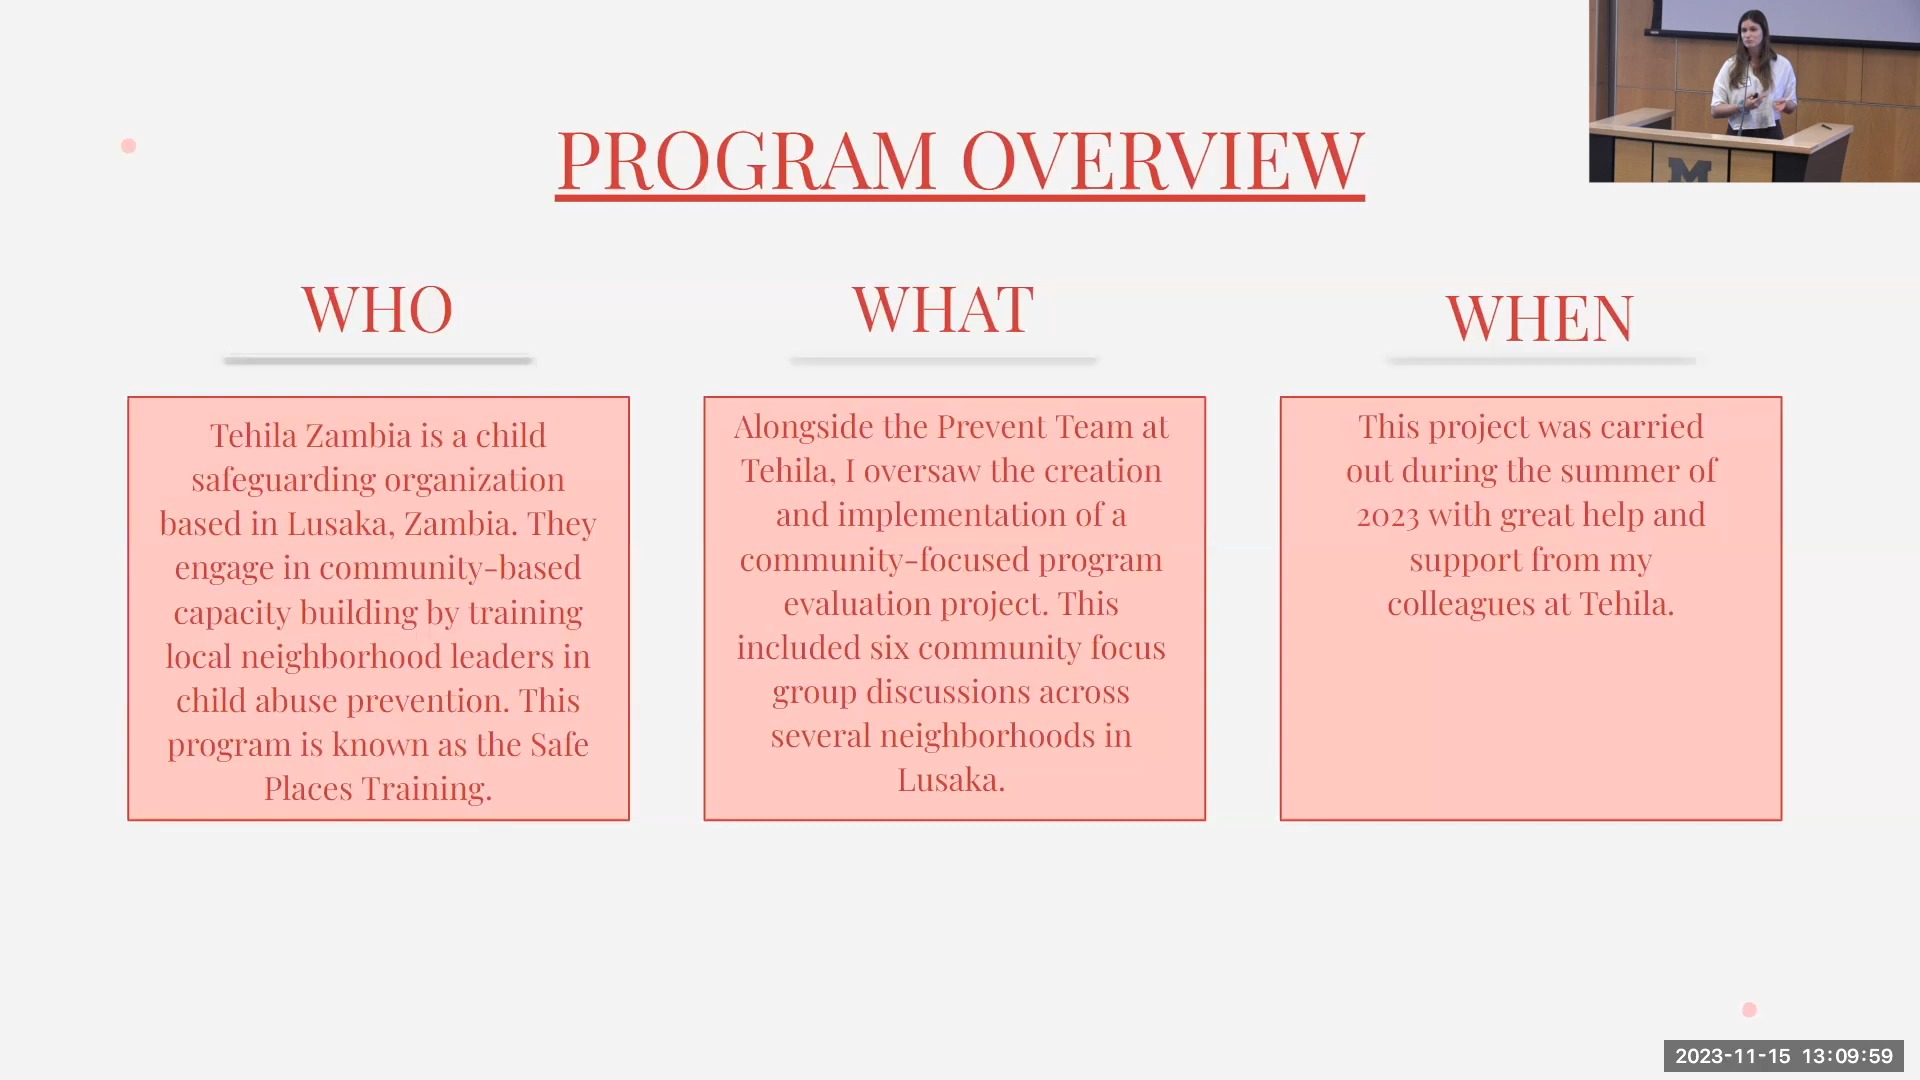 PROGRAM OVERVIEW
WHO
Tehila Zambia is a child
safeguarding organization
based in Lusaka, Zambia. They
engage in community-based
capacity building by training
local neighborhood leaders in
child abuse prevention. This
program is known as the Safe
Places Training.
WHAT
Alongside the Prevent Team at
Tehila, I oversaw the creation
and implementation of a
community-focused program
evaluation project. This
included six community focus
group discussions across
several neighborhoods in
Lusaka.
WHEN
This project was carried
out during the summer of
2023 with great help and
support from my
colleagues at Tehila.
M
2023-11-15 13:09:59